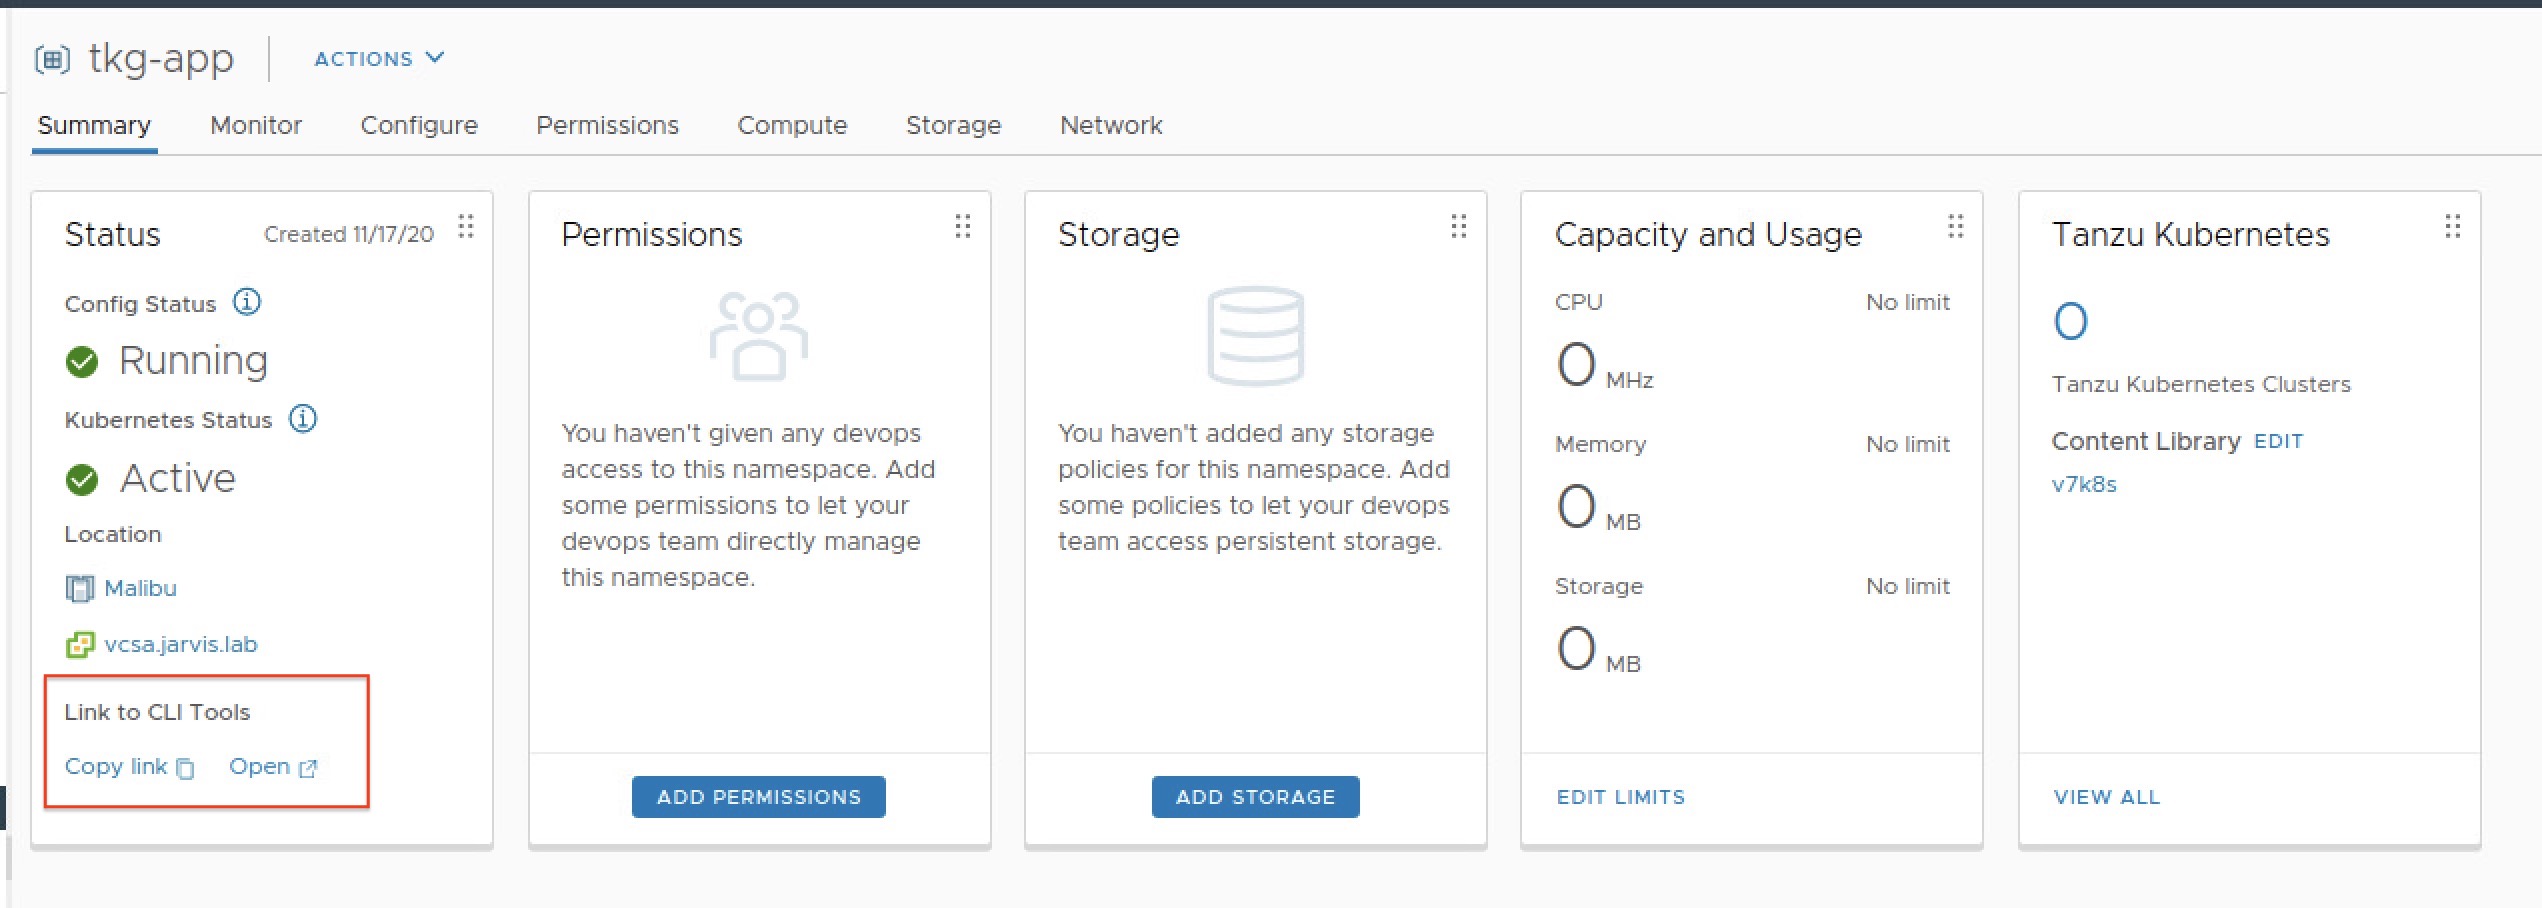 tkg-app
ACTIONS
Summary Monitor Configure Permissions Compute Storage Network
Status
Created 11/17/20
Config Status
Running
Kubernetes Status
Active
Location
Malibu
vcsa.jarvis.lab
Link to CLI Tools
Copy link Open
Permissions
You haven't given any devops
access to this namespace. Add
some permissions to let your
devops team directly manage
this namespace.
ADD PERMISSIONS
Storage
You haven't added any storage
policies for this namespace. Add
some policies to let your devops
team access persistent storage.
ADD STORAGE
Capacity and Usage
CPU No limit
0 MHz
Memory No limit
0 MB
Storage No limit
0 MB
EDIT LIMITS
Tanzu Kubernetes
0
Tanzu Kubernetes Clusters
Content Library EDIT
v7k8s
VIEW ALL